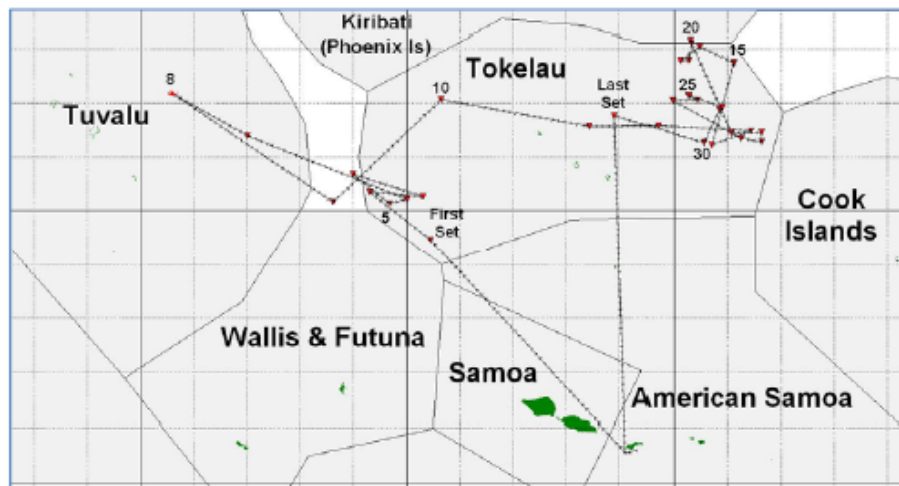 Kiribati
(Phoenix Is)
20
15
Tokelau
8
10
25
Last
Set
Tuvalu
30
Cook
Islands
5
First
Set
Wallis & Futuna
Samoa
American Samoa